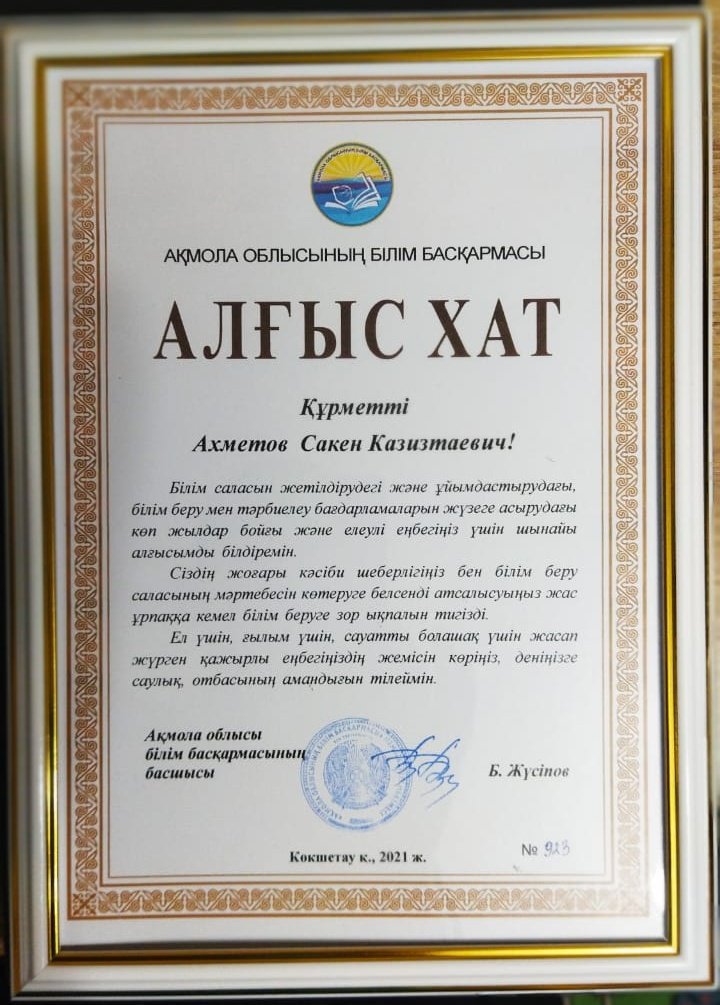 АҚМОЛА ОБЛЫСЫНЫҢ БІЛІМ БАСҚАРМАСЫ
АЛҒЫС ХАТ
Құрметті
Ахметов Сакен Казизтаевич!
Білім саласын жетілдірудегі және ұйымдастырудағы,
білім беру мен тәрбиелеу бағдарламаларын жүзеге асырудағы
көп жылдар бойғы және елеулі еңбегіңіз үшін шынайы
алғысымды білдіремін.
Сіздің жоғары кәсіби шеберлігіңіз бен білім беру
саласының мәртебесін көтеруге белсенді атсалысуыңыз жас
ұрпаққа кемел білім беруге зор ықпалын тигізді.
Ел үшін, ғылым үшін, сауатты болашақ үшін жасап
жүрген қажырлы еңбегіңіздің жемісін көріңіз, деніңізге
саулық, отбасының амандығын тілеймін.
Ақмола облысы
білім басқармасының
басшысы
Б. Жүсіпов
№ 923
Көкшетау қ., 2021 ж.